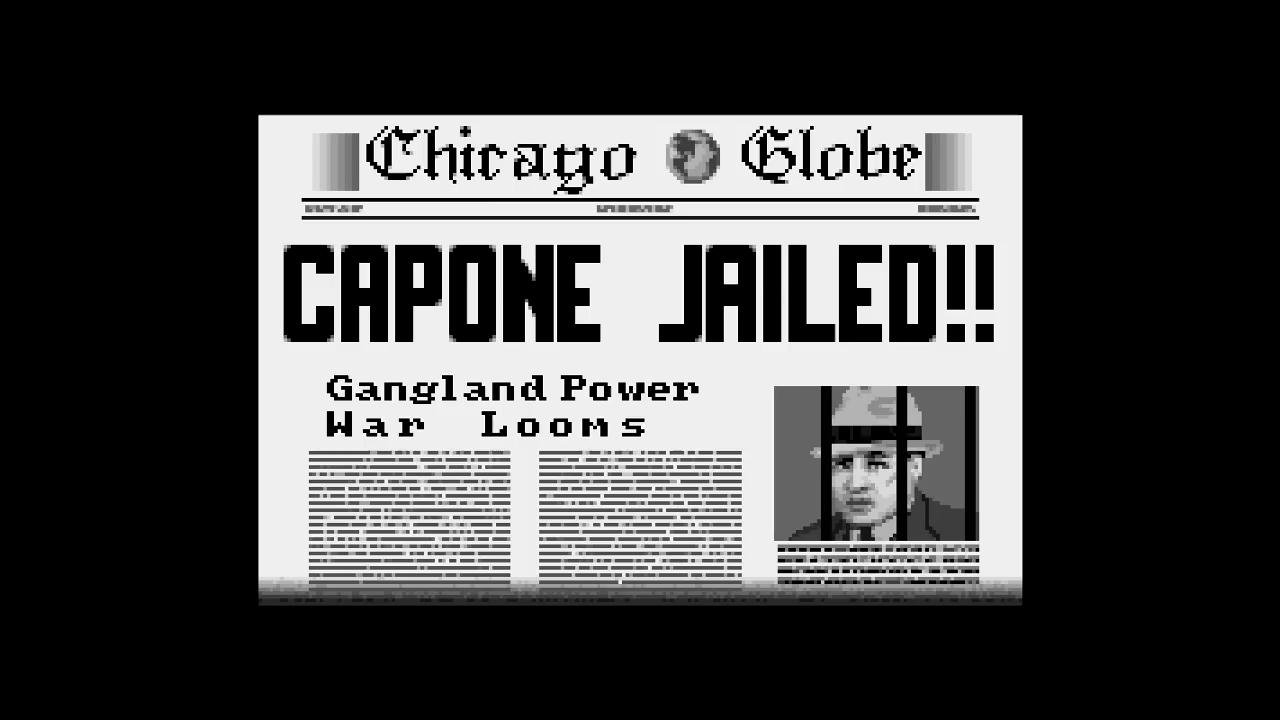 Chicago Globe
CAPONE JAILED!!
Gangland Power
War Looms